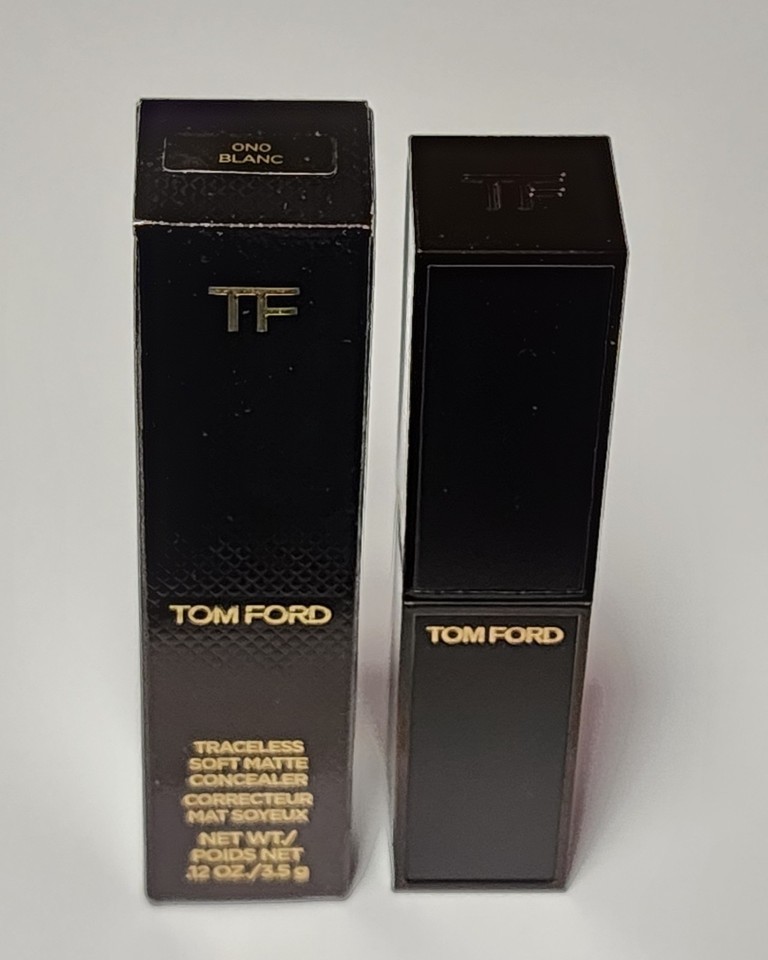 0N0
BLANC
TF
TOM FORD
TRACELESS
SOFT MATTE
CONCEALER
CORRECTEUR
MAT SOYEUX
NET WT./
POIDS NET
.12 OZ./3.5 g
TF
TOM FORD